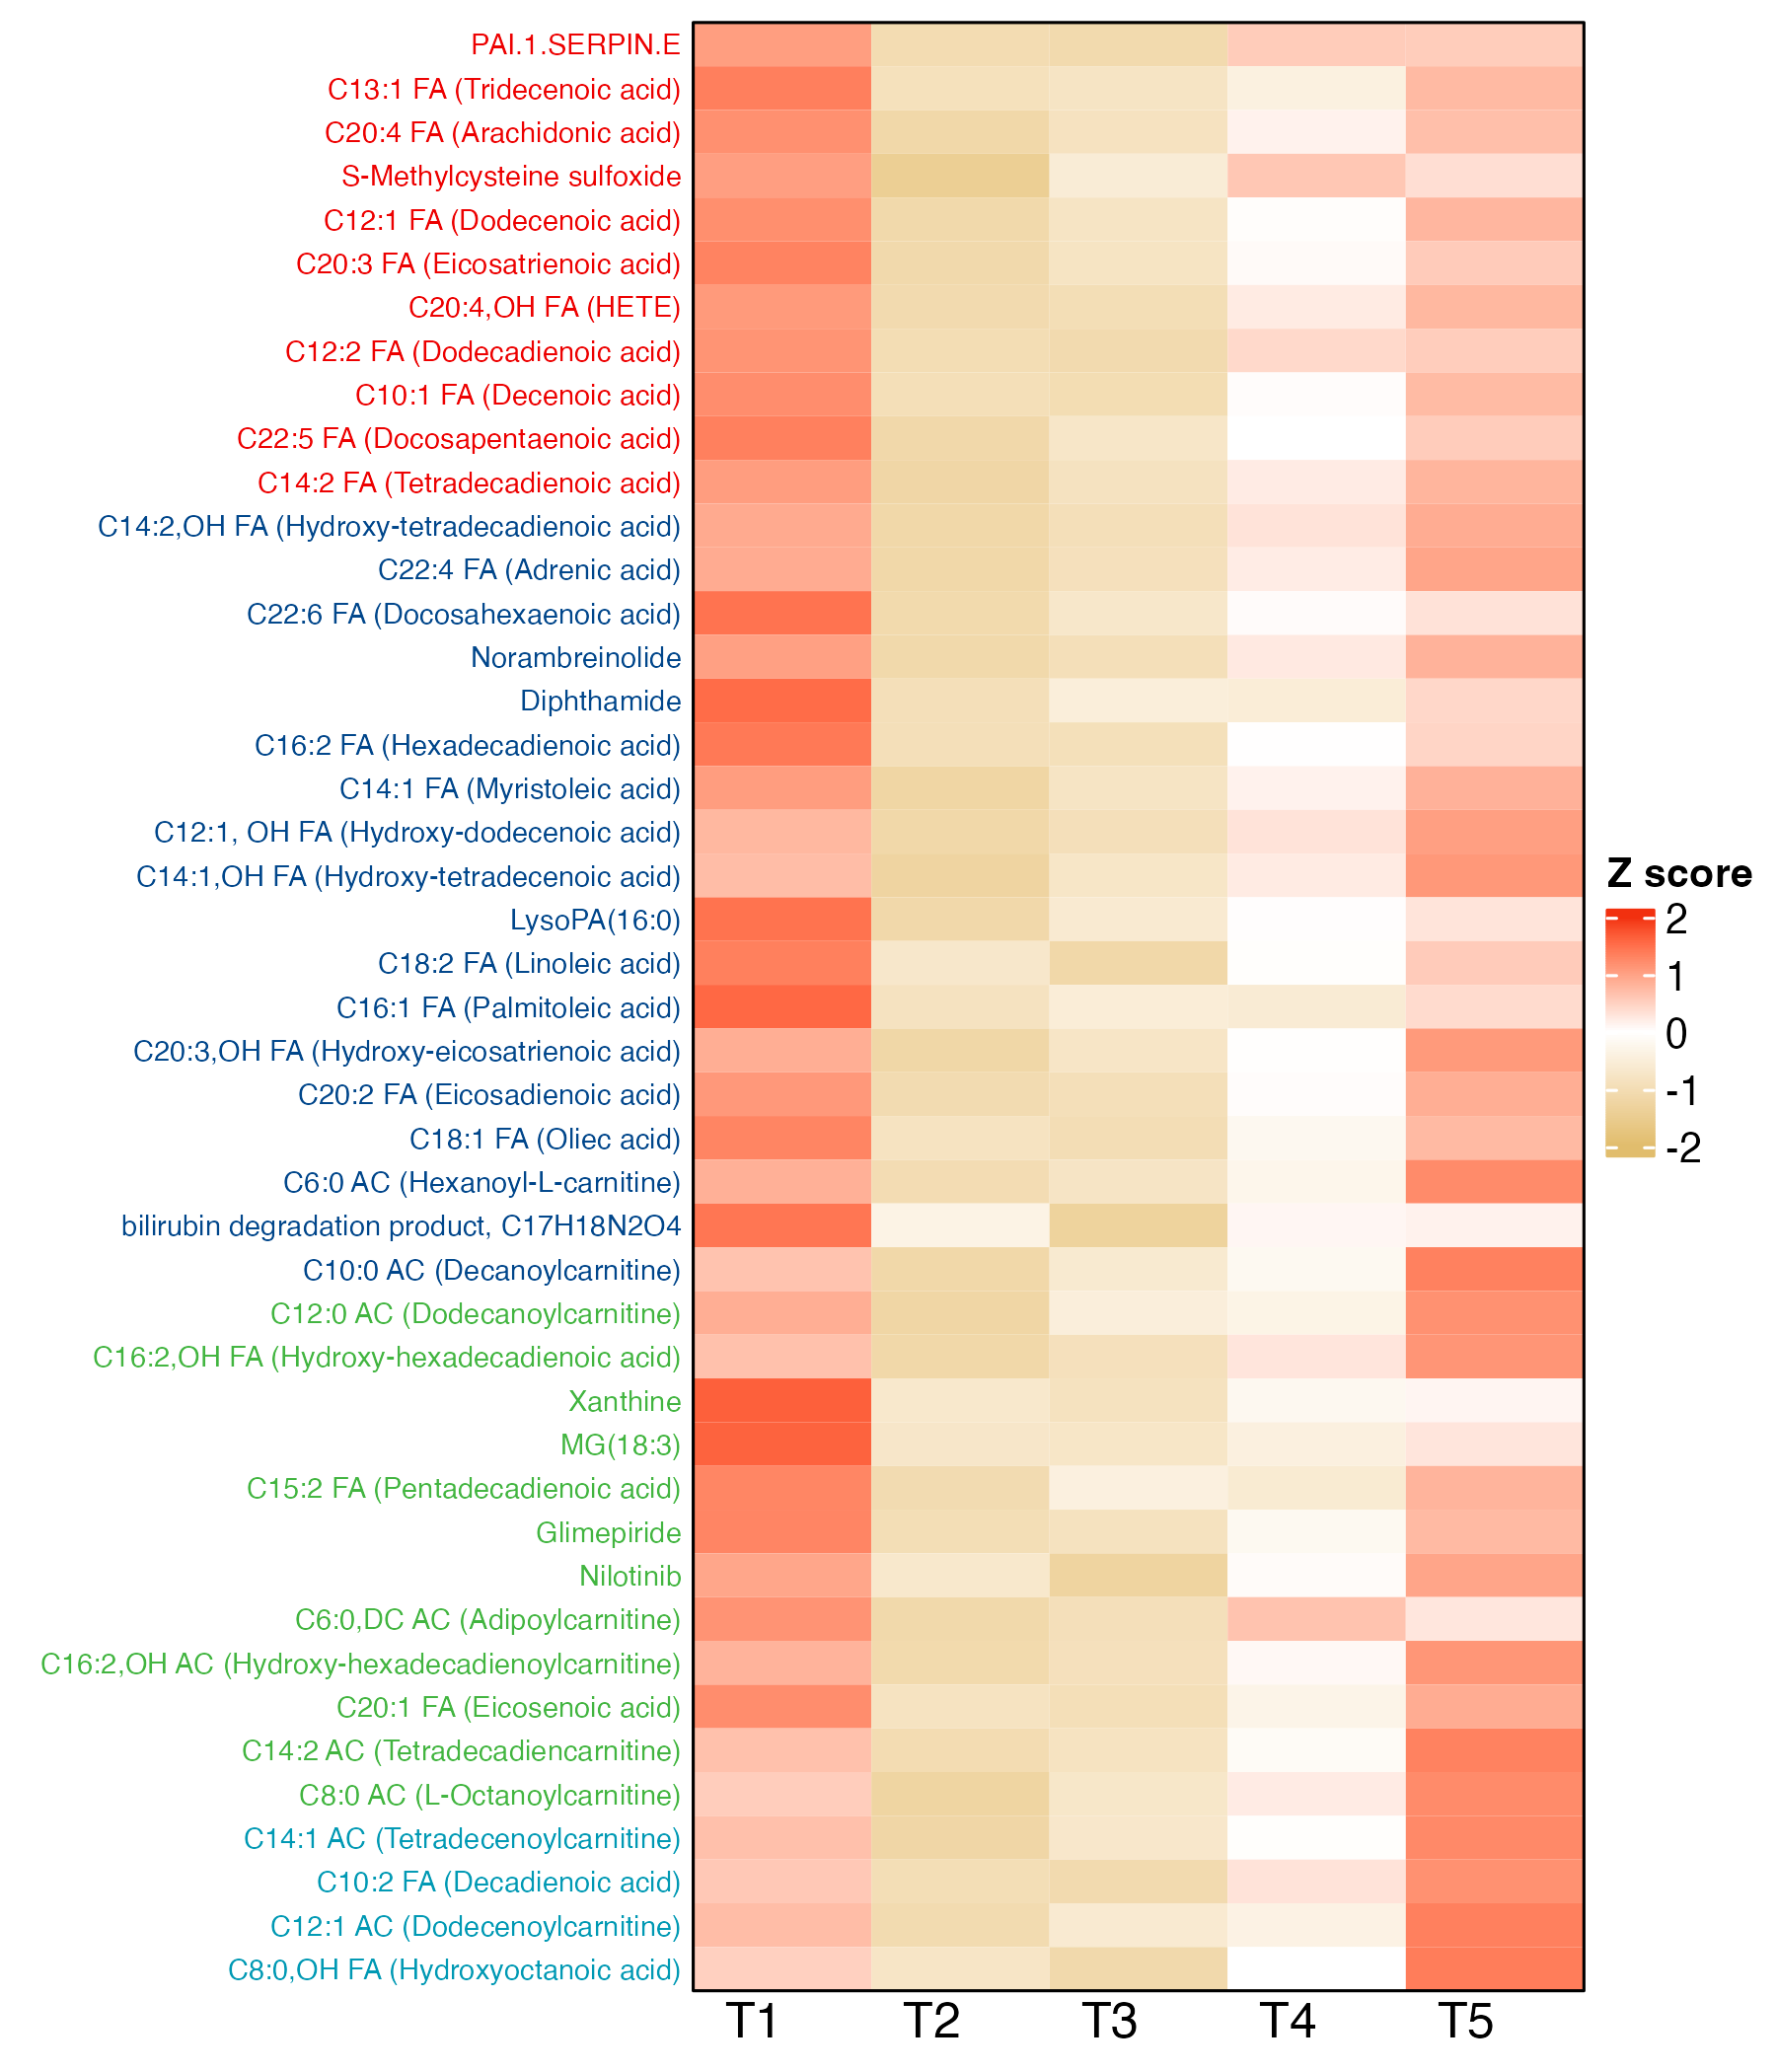 PAI.1.SERPIN.E
C13:1 FA (Tridecenoic acid)
C20:4 FA (Arachidonic acid)
S-Methylcysteine sulfoxide
C12:1 FA (Dodecenoic acid)
C20:3 FA (Eicosatrienoic acid)
C20:4,OH FA (HETE)
C12:2 FA (Dodecadienoic acid)
C10:1 FA (Decenoic acid)
C22:5 FA (Docosapentaenoic acid)
C14:2 FA (Tetradecadienoic acid)
C14:2,OH FA (Hydroxy-tetradecadienoic acid)
C22:4 FA (Adrenic acid)
C22:6 FA (Docosahexaenoic acid)
Norambreinolide
Diphthamide
C16:2 FA (Hexadecadienoic acid)
C14:1 FA (Myristoleic acid)
C12:1, OH FA (Hydroxy-dodecenoic acid)
C14:1,OH FA (Hydroxy-tetradecenoic acid)
LysoPA(16:0)
C18:2 FA (Linoleic acid)
C16:1 FA (Palmitoleic acid)
C20:3,OH FA (Hydroxy-eicosatrienoic acid)
C20:2 FA (Eicosadienoic acid)
C18:1 FA (Oliec acid)
C6:0 AC (Hexanoyl-L-carnitine)
bilirubin degradation product, C17H18N2O4
C10:0 AC (Decanoylcarnitine)
C12:0 AC (Dodecanoylcarnitine)
C16:2,OH FA (Hydroxy-hexadecadienoic acid)
Xanthine
MG(18:3)
C15:2 FA (Pentadecadienoic acid)
Glimepiride
Nilotinib
C6:0,DC AC (Adipoylcarnitine)
C16:2,OH AC (Hydroxy-hexadecadienoylcarnitine)
C20:1 FA (Eicosenoic acid)
C14:2 AC (Tetradecadiencarnitine)
C8:0 AC (L-Octanoylcarnitine)
C14:1 AC (Tetradecenoylcarnitine)
C10:2 FA (Decadienoic acid)
C12:1 AC (Dodecenoylcarnitine)
C8:0,OH FA (Hydroxyoctanoic acid)
T1 T2 T3 T4 T5
Z score
2
1
0
-1
-2